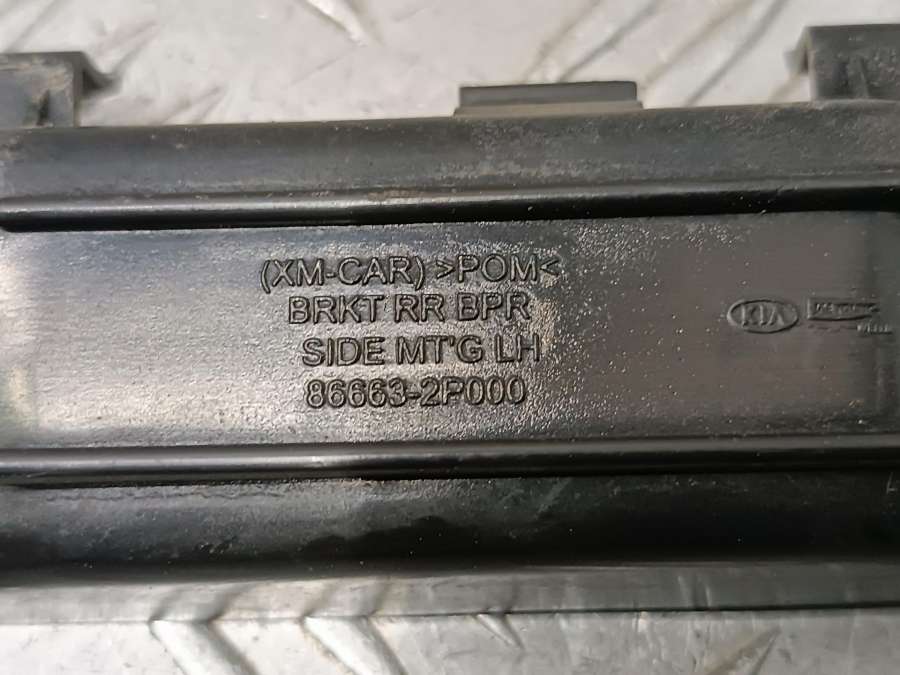 (XM-CAR) >POM<
BRKT RR BPR
SIDE MT'G LH
86663-2P000
KIA